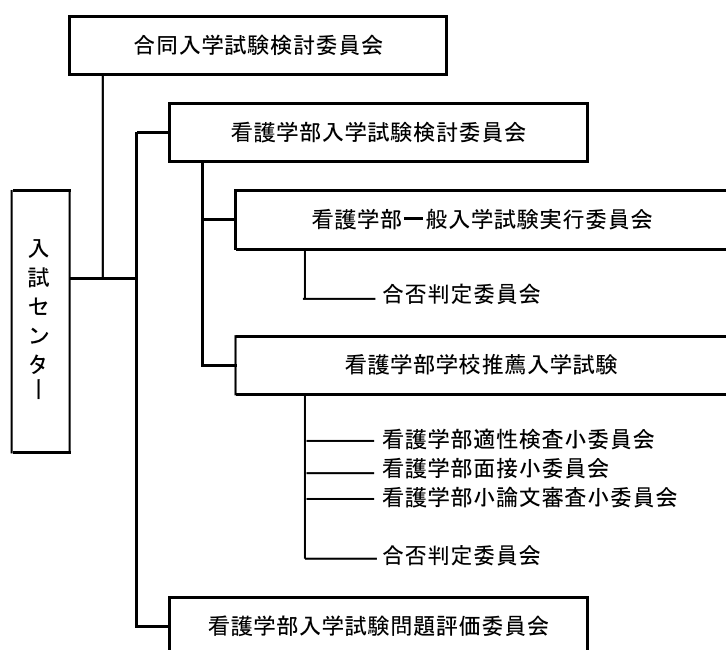 合同入学試験検討委員会
看護学部入学試験検討委員会
看護学部一般入学試験実行委員会
入試センター
合否判定委員会
看護学部学校推薦入学試験
看護学部適性検査小委員会
看護学部面接小委員会
看護学部小論文審査小委員会
合否判定委員会
看護学部入学試験問題評価委員会